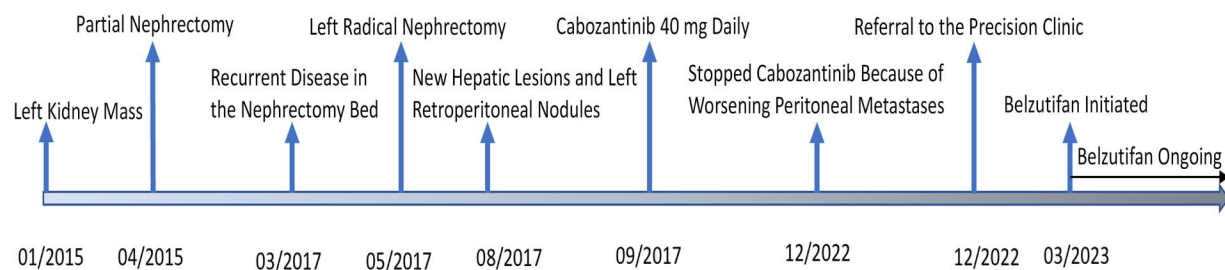 Left Kidney Mass
Partial Nephrectomy
Recurrent Disease in
the Nephrectomy Bed
Left Radical Nephrectomy
New Hepatic Lesions and Left
Retroperitoneal Nodules
Cabozantinib 40 mg Daily
Stopped Cabozantinib Because of
Worsening Peritoneal Metastases
Referral to the Precision Clinic
Belzutifan Initiated
Belzutifan Ongoing
01/2015
04/2015
03/2017
05/2017
08/2017
09/2017
12/2022
12/2022
03/2023